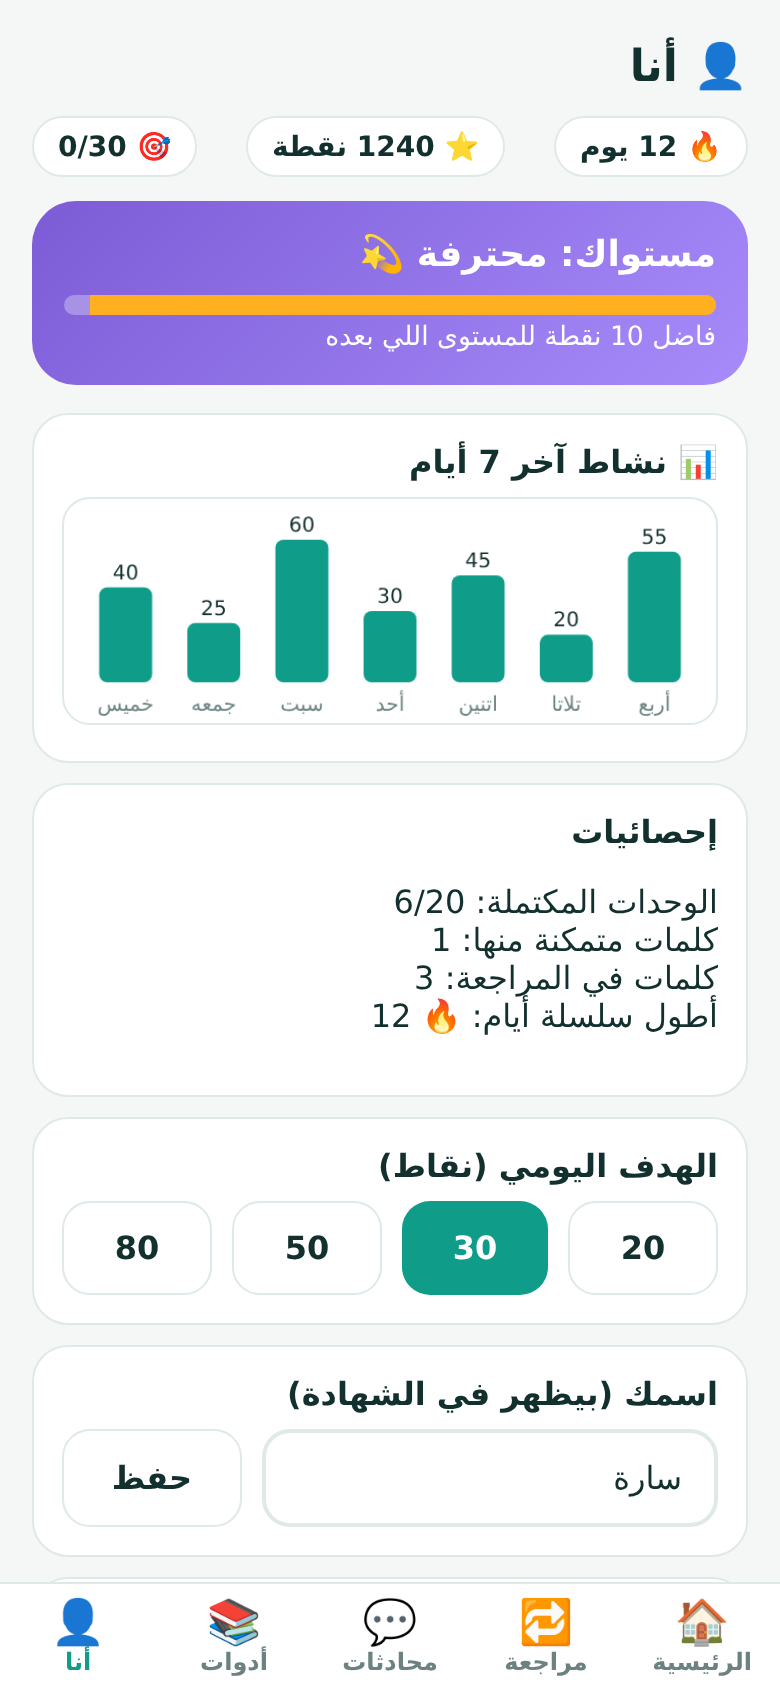 👤 أنا
🔥 12 يوم
⭐ 1240 نقطة
🎯 0/30
مستواك: محترفة 💫
فاضل 10 نقطة للمستوى اللي بعده
📊 نشاط آخر 7 أيام
55 20 45 30 60 25 40
أربع تلاتا اتنين أحد سبت جمعه خميس
إحصائيات
الوحدات المكتملة: 6/20
كلمات متمكنة منها: 1
كلمات في المراجعة: 3
أطول سلسلة أيام: 🔥 12
الهدف اليومي (نقاط)
20 30 50 80
اسمك (بيظهر في الشهادة)
سارة
حفظ
الرئيسية
مراجعة
محادثات
أدوات
أنا